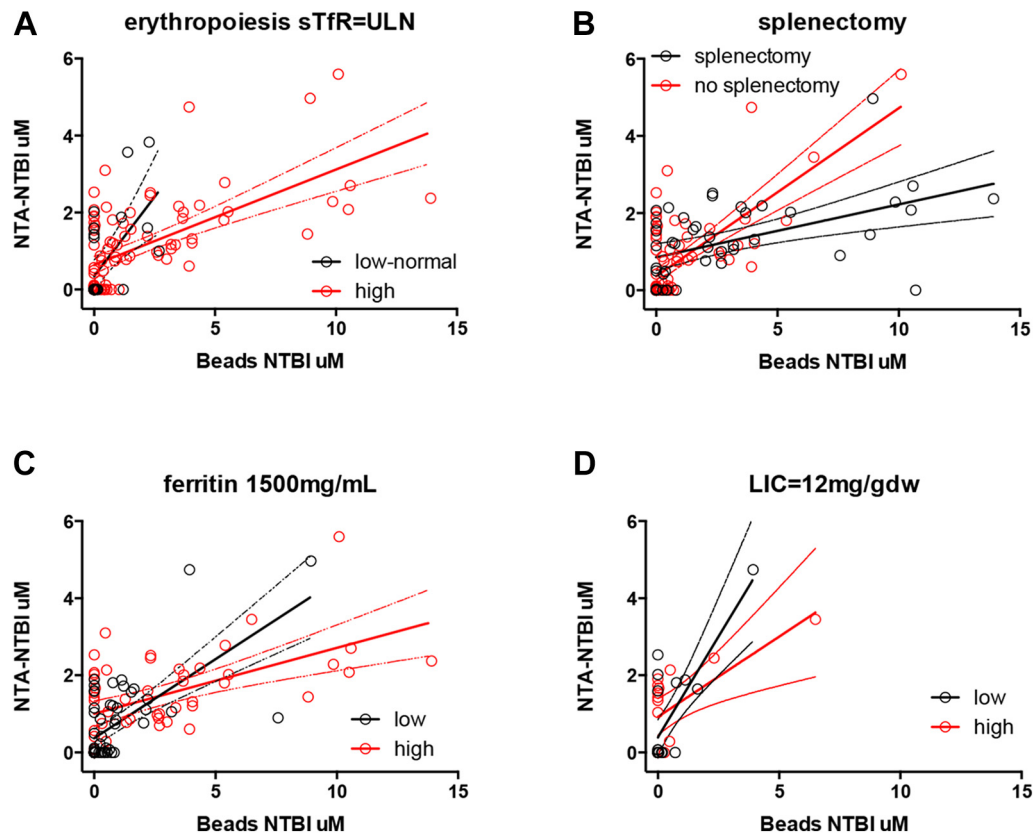 A
erythropoiesis sTfR=ULN
NTA-NTBI uM
6
4
2
0
low-normal
high
0
5
10
15
Beads NTBI uM
B
splenectomy
NTA-NTBI uM
6
4
2
0
splenectomy
no splenectomy
0
5
10
15
Beads NTBI uM
C
ferritin 1500mg/mL
NTA-NTBI uM
6
4
2
0
low
high
0
5
10
15
Beads NTBI uM
D
LIC=12mg/gdw
NTA-NTBI uM
6
4
2
0
low
high
0
5
10
15
Beads NTBI uM